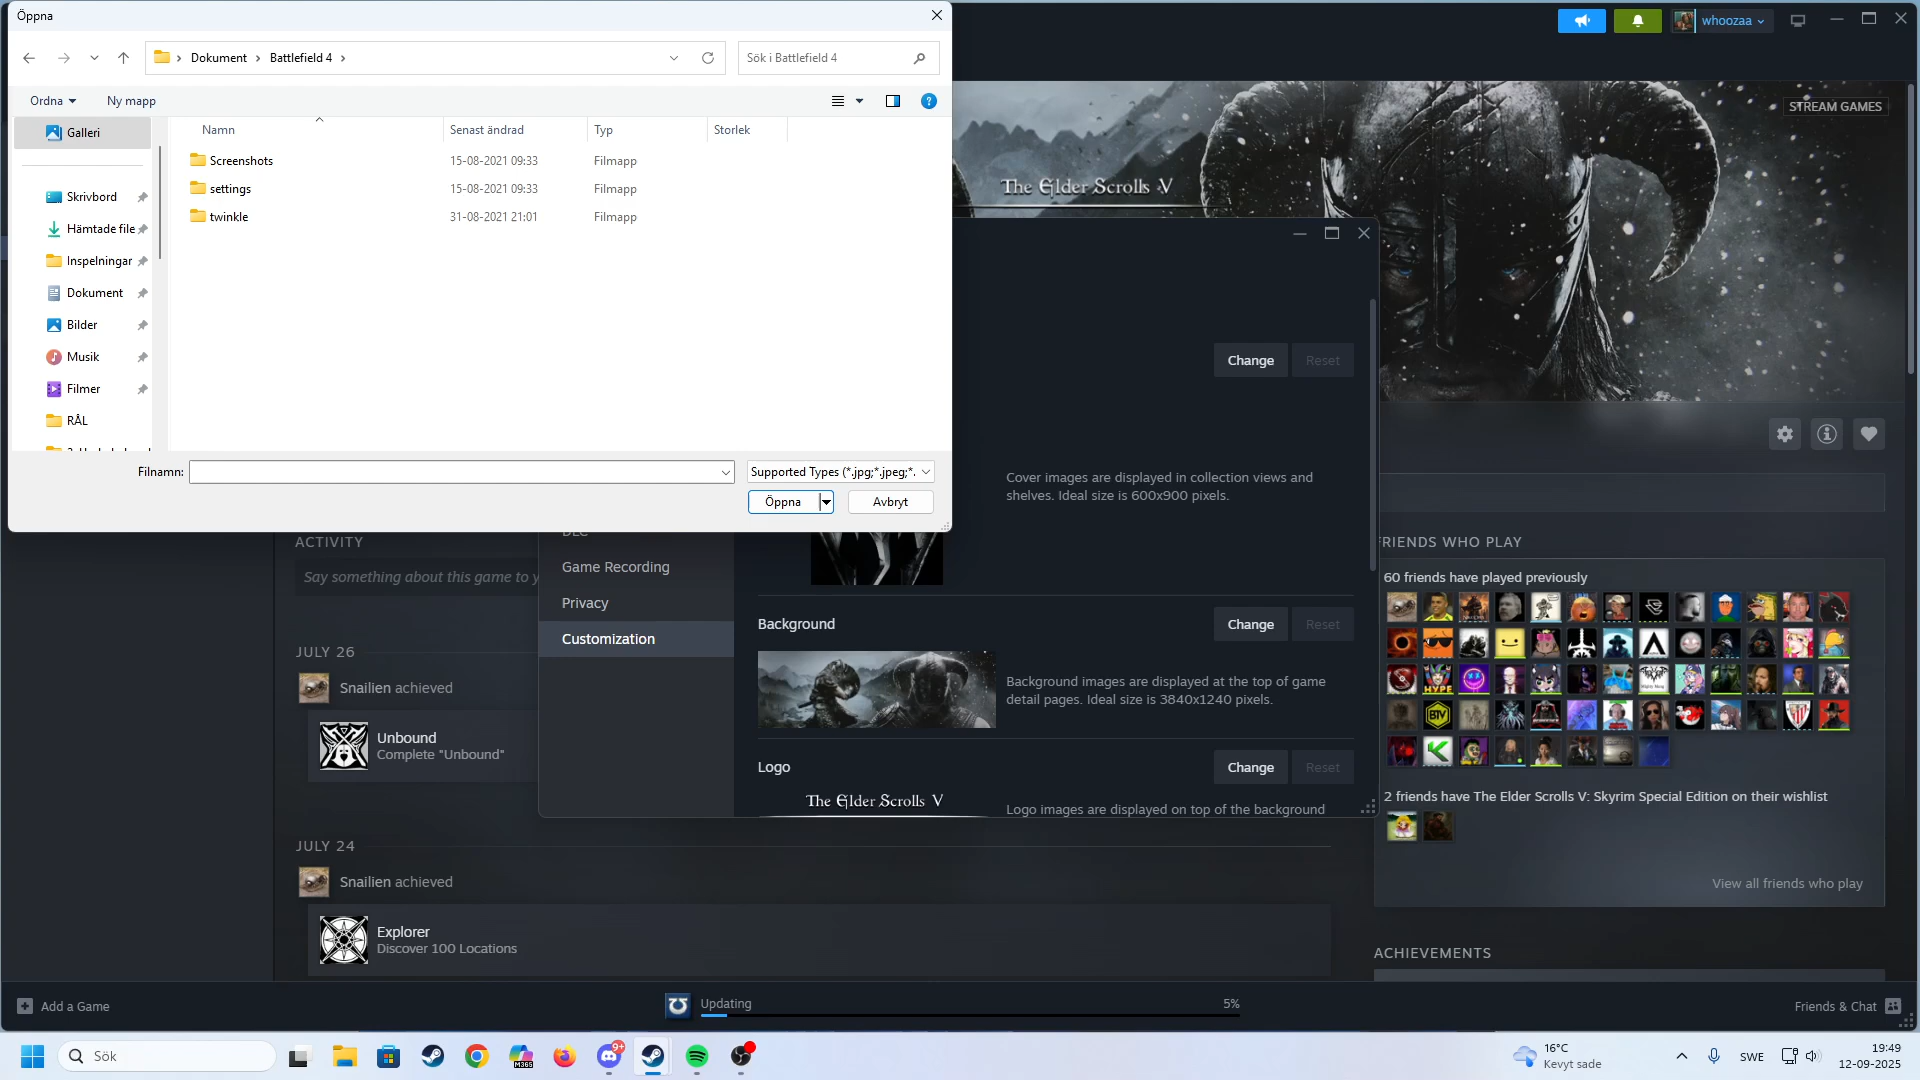 Öppna
Dokument
Battlefield 4
Sök i Battlefield 4
Ordna
Ny mapp
Namn
Senast ändrad
Typ
Storlek
Galleri
Screenshots
15-08-2021 09:33
Filmapp
settings
15-08-2021 09:33
Filmapp
twinkle
31-08-2021 21:01
Filmapp
Skrivbord
Hämtade file
Inspelningar
Dokument
Bilder
Musik
Filmer
RÅL
Filnamn:
Supported Types (*.jpg;*.jpeg;*.
Öppna
Avbryt
whoozaa
STREAM GAMES
The Elder Scrolls V
Change
Reset
Cover images are displayed in collection views and
shelves. Ideal size is 600x900 pixels.
DLC
Game Recording
Privacy
Customization
Background
Change
Reset
Background images are displayed at the top of game
detail pages. Ideal size is 3840x1240 pixels.
Logo
Change
Reset
The Elder Scrolls V
Logo images are displayed on top of the background
ACTIVITY
Say something about this game to y
JULY 26
Snailien achieved
Unbound
Complete "Unbound"
JULY 24
Snailien achieved
Explorer
Discover 100 Locations
FRIENDS WHO PLAY
60 friends have played previously
HYPE
BTV
2 friends have The Elder Scrolls V: Skyrim Special Edition on their wishlist
View all friends who play
ACHIEVEMENTS
Add a Game
Updating
5%
Friends & Chat
Sök
M365
9+
16°C
Kevyt sade
SWE
19:49
12-09-2025